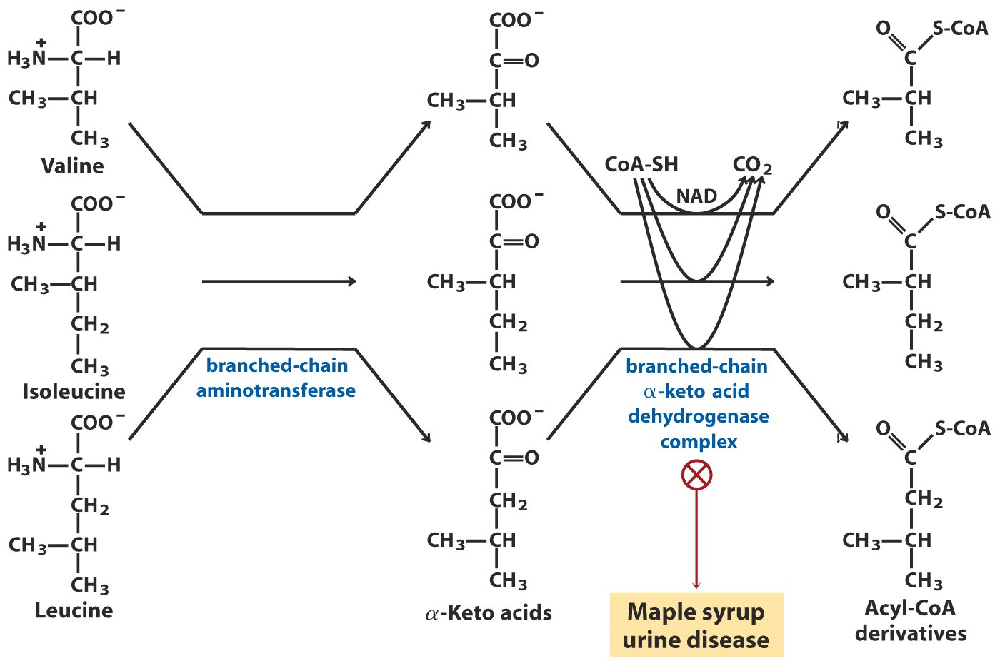 COO⁻
H₃N⁺—C—H
CH₃—CH
CH₃
Valine
COO⁻
H₃N⁺—C—H
CH₃—CH
CH₂
CH₃
Isoleucine
COO⁻
H₃N⁺—C—H
CH₂
CH₃—CH
CH₃
Leucine
branched-chain
aminotransferase
COO⁻
C=O
CH₃—CH
CH₃
COO⁻
C=O
CH₃—CH
CH₂
CH₃
COO⁻
C=O
CH₂
CH₃—CH
CH₃
α-Keto acids
CoA-SH
CO₂
NAD
branched-chain
α-keto acid
dehydrogenase
complex
Maple syrup
urine disease
O S-CoA
C
CH₃—CH
CH₃
O S-CoA
C
CH₃—CH
CH₂
CH₃
O S-CoA
C
CH₂
CH₃—CH
CH₃
Acyl-CoA
derivatives